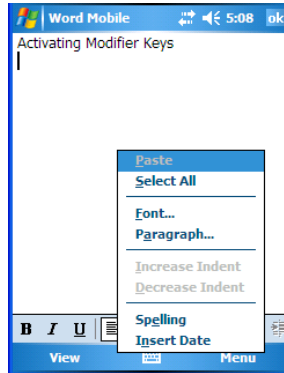 Word Mobile 5:08 ok
Activating Modifier Keys
Paste
Select All
Font...
Paragraph...
Increase Indent
Decrease Indent
Spelling
Insert Date
B I U
View Menu